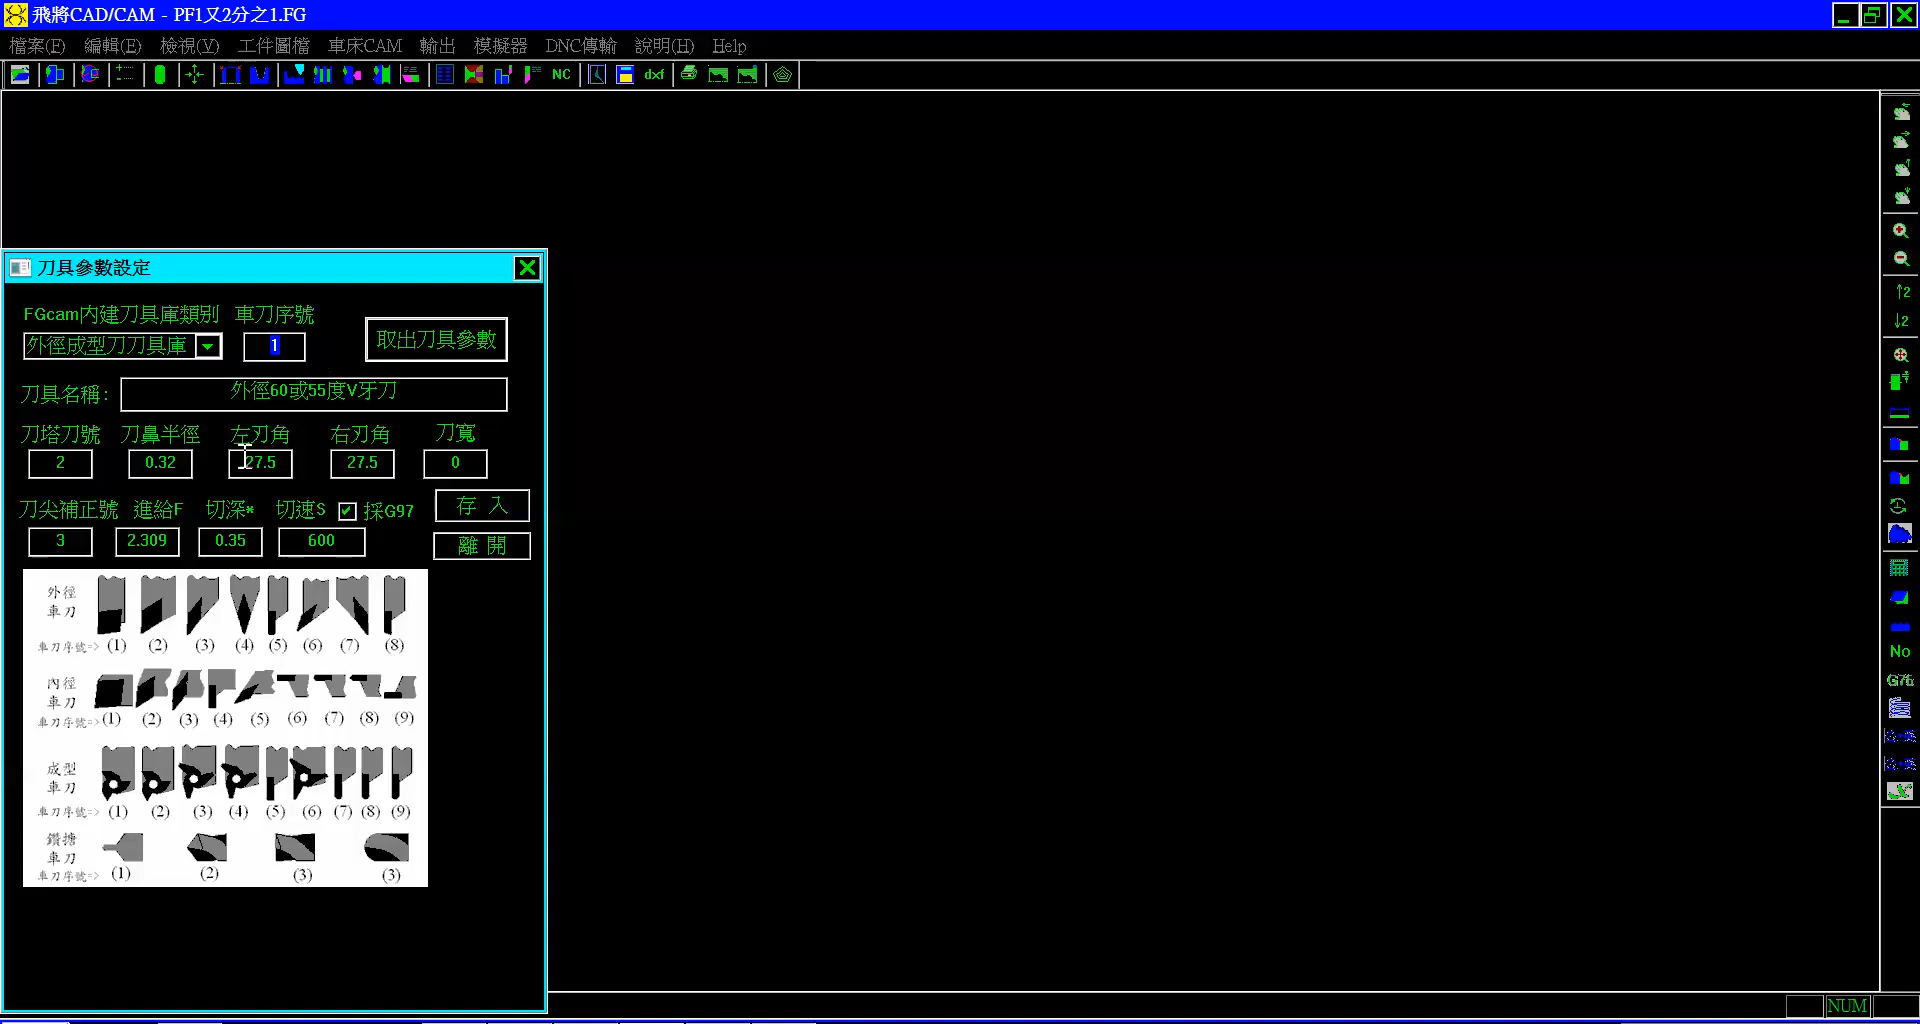 飛將CAD/CAM - PF1又2分之1.FG
檔案(F) 編輯(E) 檢視(V) 工件圖檔 車床CAM 輸出 模擬器 DNC傳輸 說明(H) Help
NC dxf
刀具參數設定
FGcam內建刀具庫類別 車刀序號
外徑成型刀刀具庫 1 取出刀具參數
刀具名稱: 外徑60或55度V牙刀
刀塔刀號 刀鼻半徑 左刃角 右刃角 刀寬
2 0.32 27.5 27.5 0
刀尖補正號 進給F 切深* 切速S 採G97 存 入
3 2.309 0.35 600 離 開
外徑
車刀
車刀序號=> (1) (2) (3) (4) (5) (6) (7) (8)
內徑
車刀
車刀序號=> (1) (2) (3) (4) (5) (6) (7) (8) (9)
成型
車刀
車刀序號=> (1) (2) (3) (4) (5) (6) (7) (8) (9)
鑽搪
車刀
車刀序號=> (1) (2) (3) (3)
↑2
↓2
No
G76
NUM